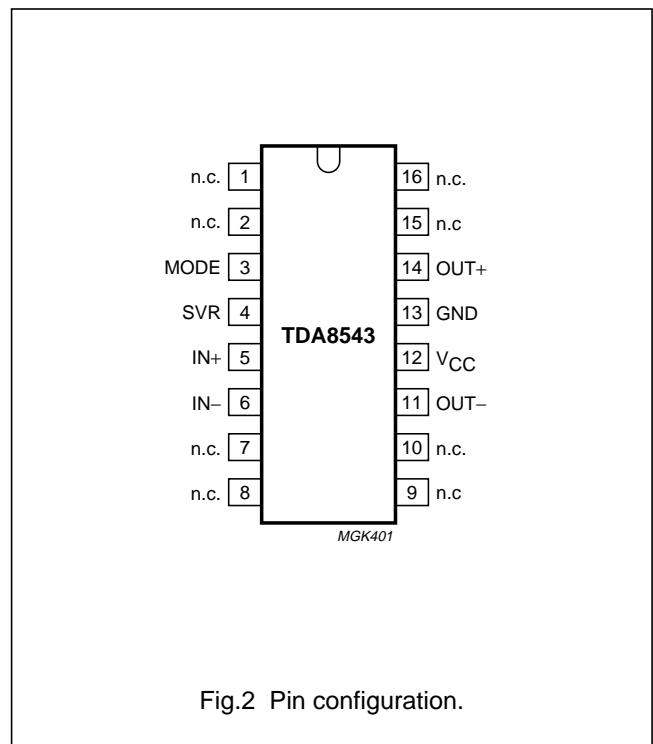 n.c. 1 16 n.c.
n.c. 2 15 n.c
MODE 3 14 OUT+
SVR 4 13 GND
TDA8543
IN+ 5 12 VCC
IN− 6 11 OUT−
n.c. 7 10 n.c.
n.c. 8 9 n.c
MGK401
Fig.2 Pin configuration.